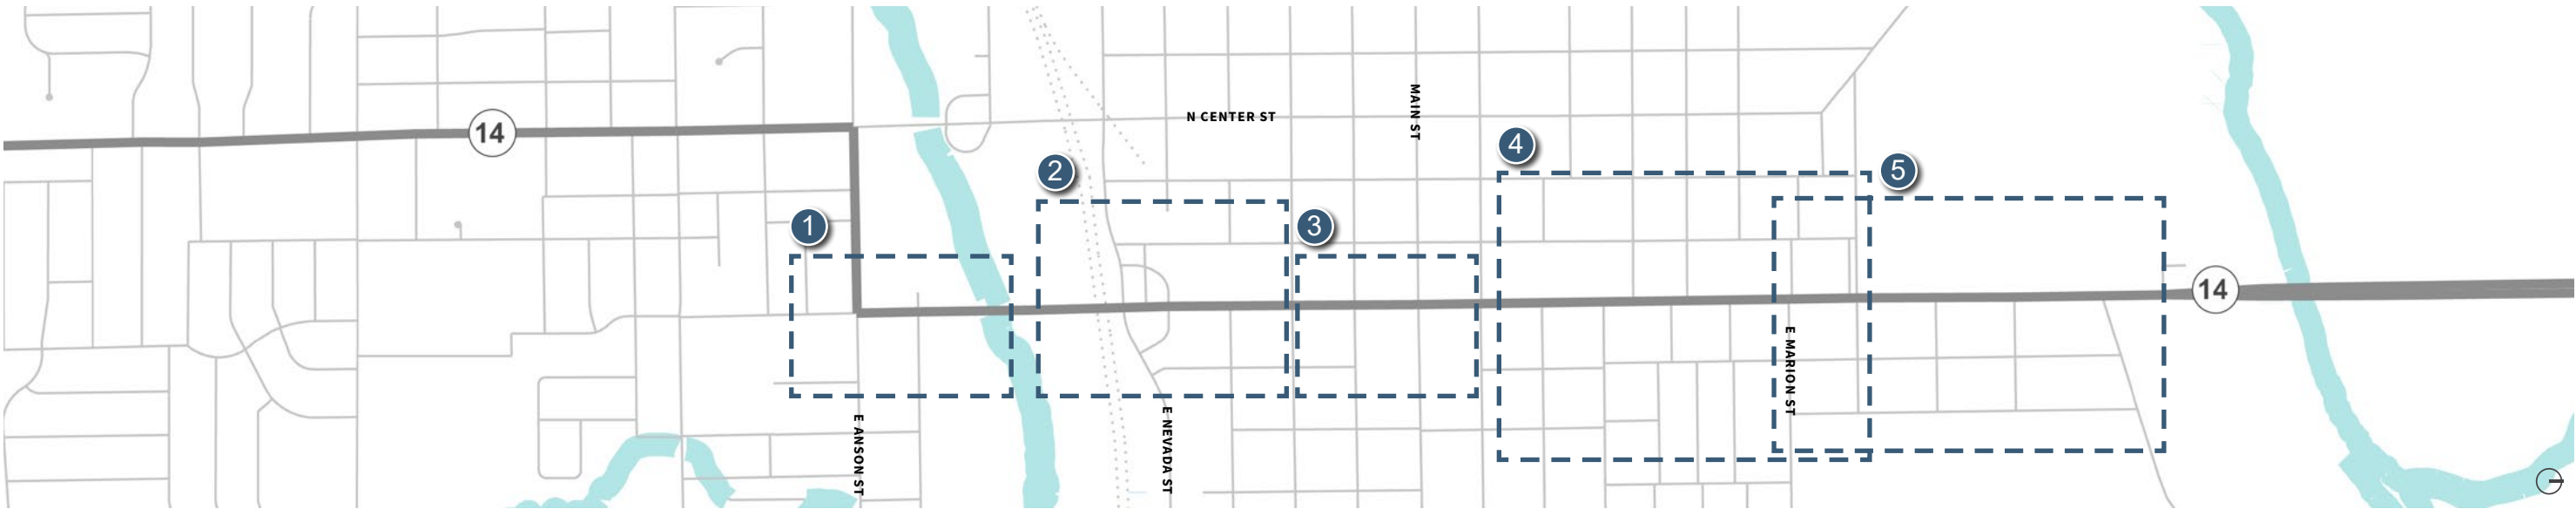 14
N CENTER ST
MAIN ST
4
2
5
1
3
14
E MARION ST
E ANSON ST
E NEVADA ST